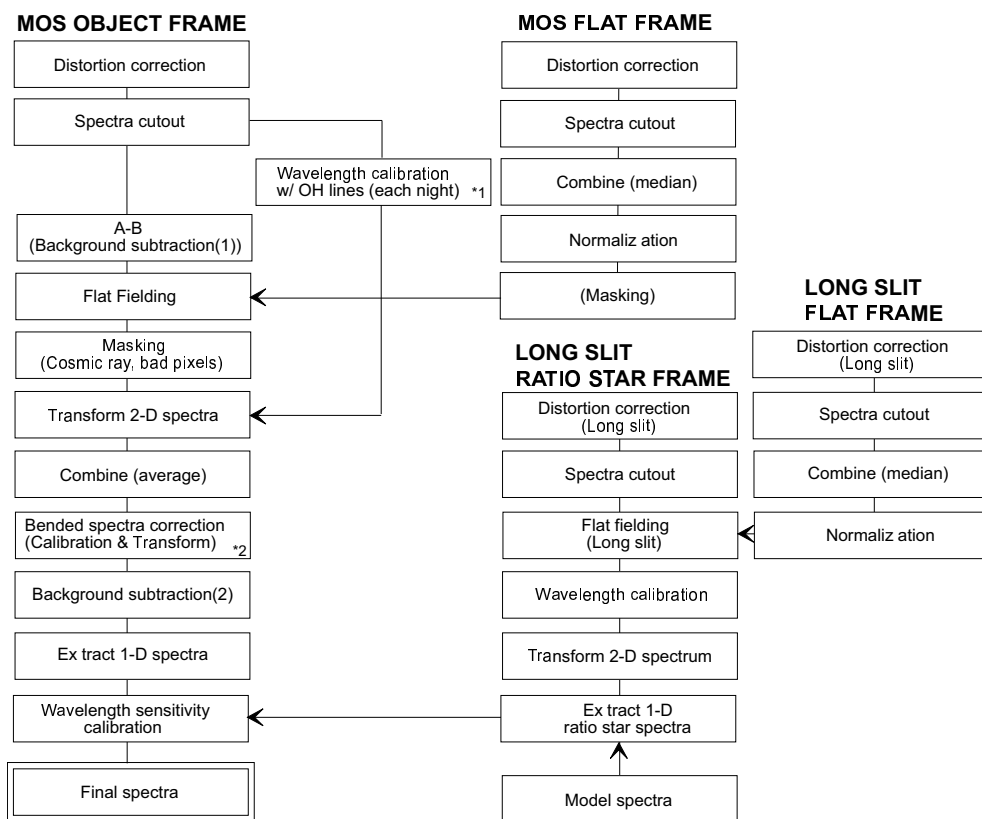 MOS OBJECT FRAME
Distortion correction
Spectra cutout
Wavelength calibration
w/ OH lines (each night) *1
A-B
(Background subtraction(1))
Flat Fielding
Masking
(Cosmic ray, bad pixels)
Transform 2-D spectra
Combine (average)
Bended spectra correction
(Calibration & Transform) *2
Background subtraction(2)
Ex tract 1-D spectra
Wavelength sensitivity
calibration
Final spectra
MOS FLAT FRAME
Distortion correction
Spectra cutout
Combine (median)
Normaliz ation
(Masking)
LONG SLIT
RATIO STAR FRAME
Distortion correction
(Long slit)
Spectra cutout
Flat fielding
(Long slit)
Wavelength calibration
Transform 2-D spectrum
Ex tract 1-D
ratio star spectra
Model spectra
LONG SLIT
FLAT FRAME
Distortion correction
(Long slit)
Spectra cutout
Combine (median)
Normaliz ation